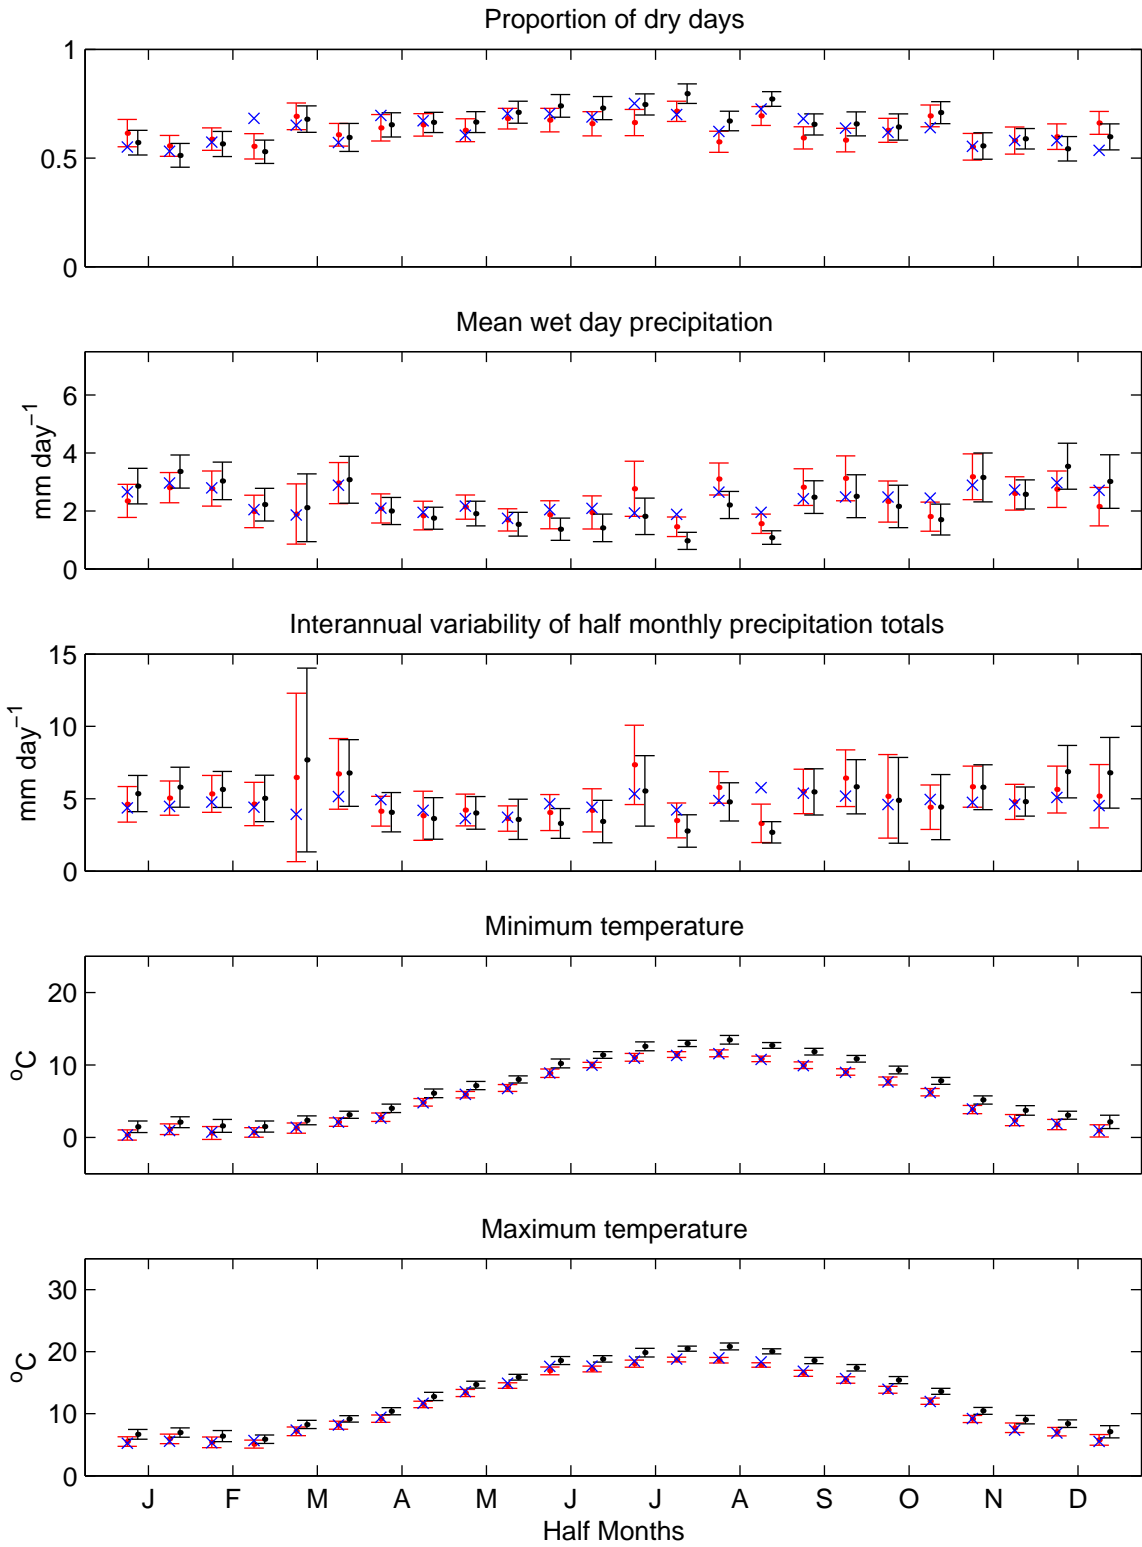 Proportion of dry days
1
0.5
0
Mean wet day precipitation
6
4
2
0
mm day⁻¹
Interannual variability of half monthly precipitation totals
15
10
5
0
mm day⁻¹
Minimum temperature
20
10
0
ºC
Maximum temperature
30
20
10
0
ºC
J F M A M J J A S O N D
Half Months